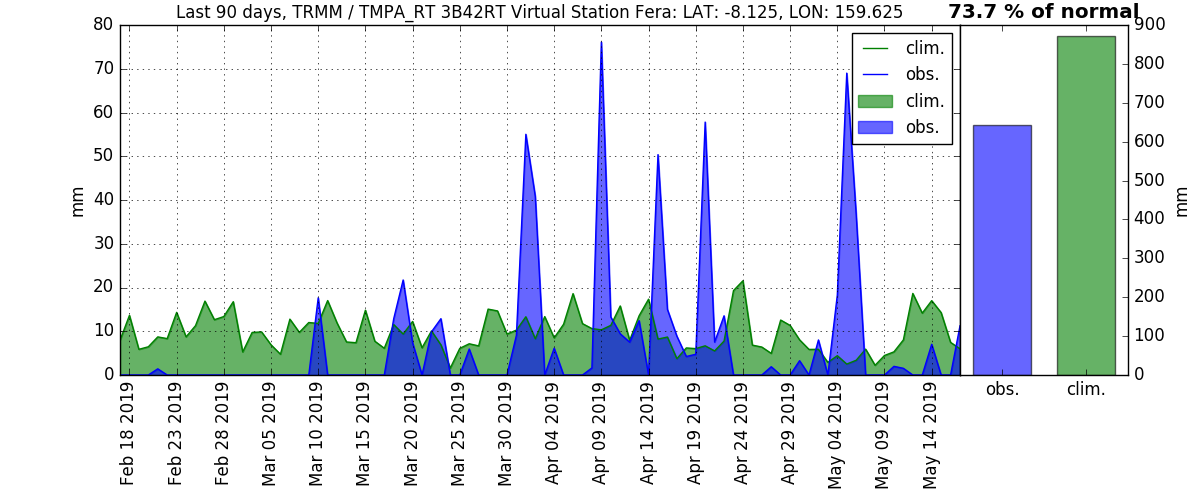 Last 90 days, TRMM / TMPA_RT 3B42RT Virtual Station Fera: LAT: -8.125, LON: 159.625
73.7 % of normal
80
70
60
50
40
30
20
10
0
mm
clim.
obs.
clim.
obs.
900
800
700
600
500
400
300
200
100
0
mm
obs.
clim.
Feb 18 2019
Feb 23 2019
Feb 28 2019
Mar 05 2019
Mar 10 2019
Mar 15 2019
Mar 20 2019
Mar 25 2019
Mar 30 2019
Apr 04 2019
Apr 09 2019
Apr 14 2019
Apr 19 2019
Apr 24 2019
Apr 29 2019
May 04 2019
May 09 2019
May 14 2019